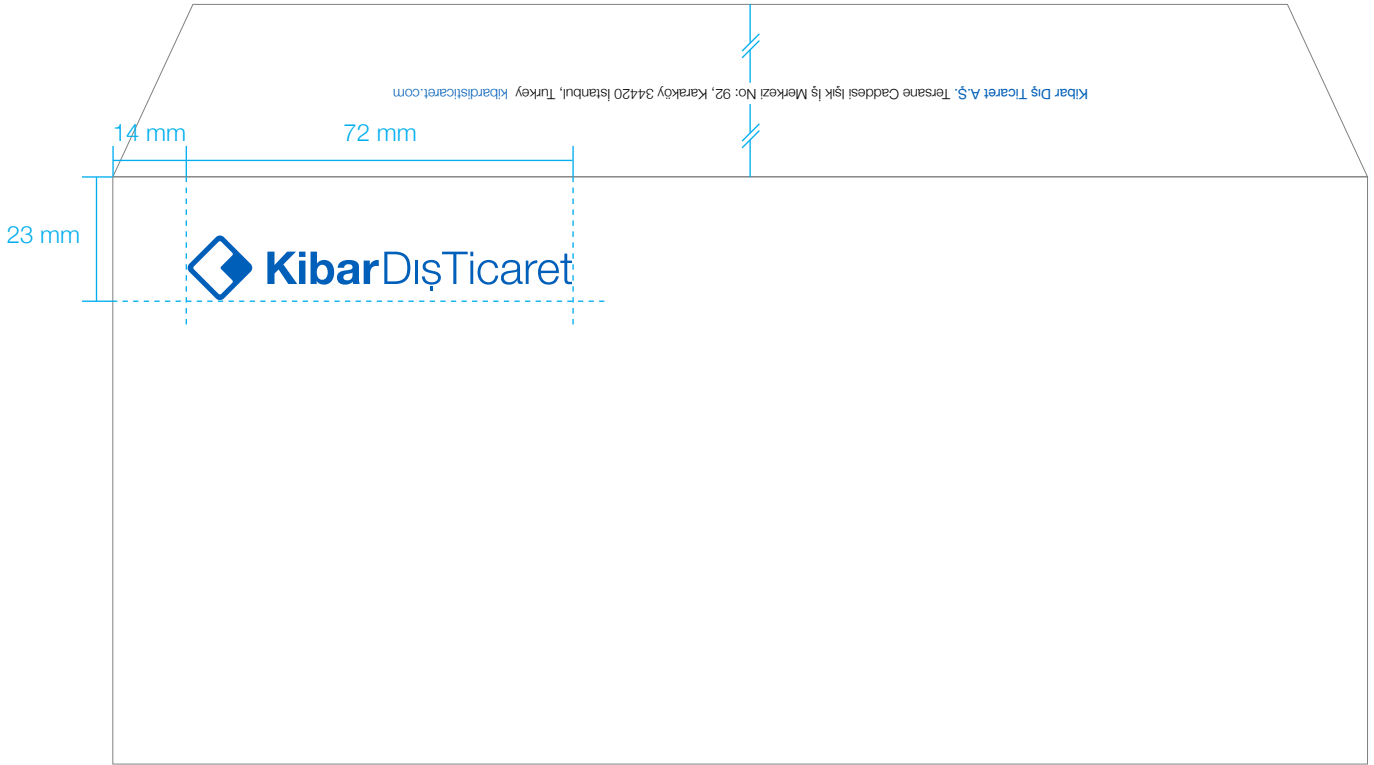 Kibar Dış Ticaret A.Ş. Tersane Caddesi Işık İş Merkezi No: 92, Karaköy 34420 İstanbul, Turkey kibardisticaret.com
14 mm
72 mm
23 mm
KibarDışTicaret